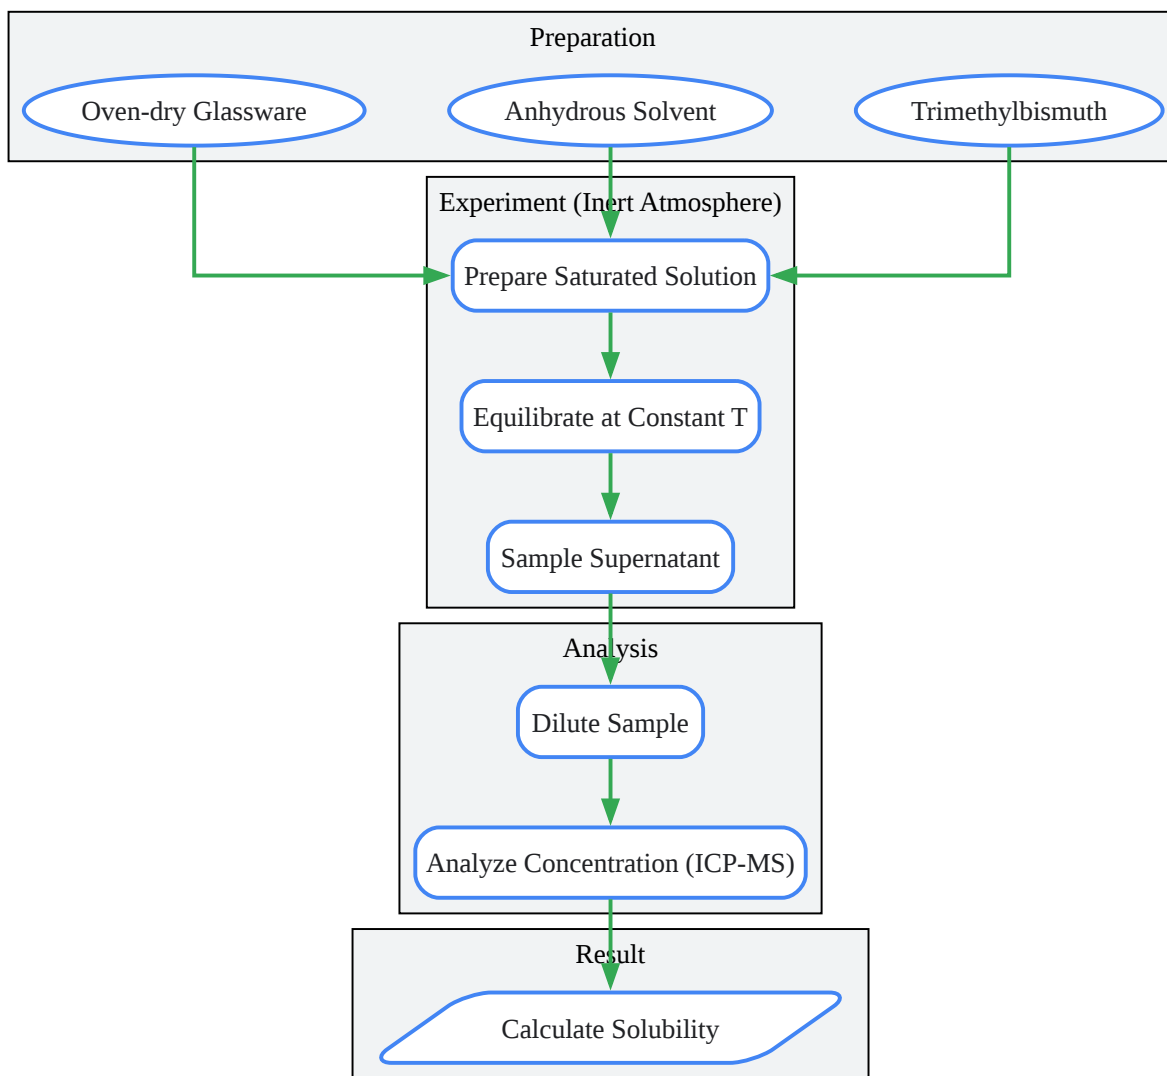 Preparation
Oven-dry Glassware
Anhydrous Solvent
Trimethylbismuth
Experiment (Inert Atmosphere)
Prepare Saturated Solution
Equilibrate at Constant T
Sample Supernatant
Analysis
Dilute Sample
Analyze Concentration (ICP-MS)
Result
Calculate Solubility